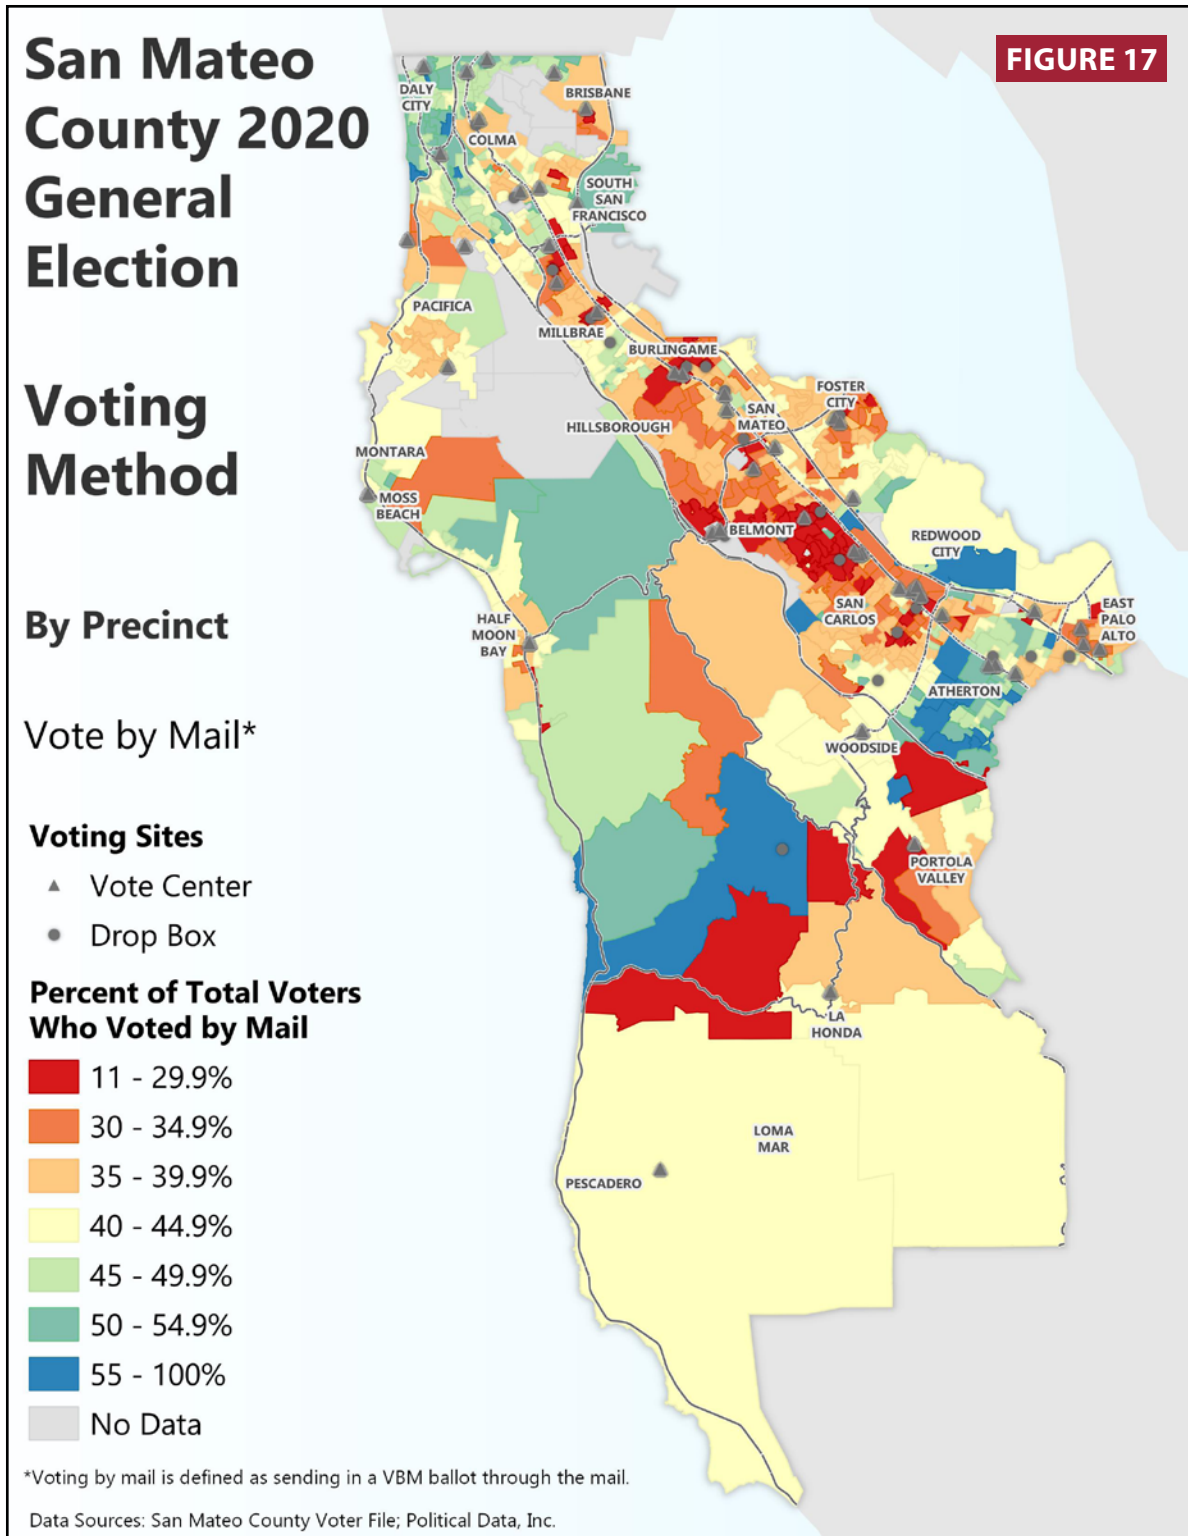 San Mateo
County 2020
General
Election
FIGURE 17
Voting
Method
By Precinct
Vote by Mail*
Voting Sites
Vote Center
Drop Box
Percent of Total Voters
Who Voted by Mail
11 - 29.9%
30 - 34.9%
35 - 39.9%
40 - 44.9%
45 - 49.9%
50 - 54.9%
55 - 100%
No Data
*Voting by mail is defined as sending in a VBM ballot through the mail.
Data Sources: San Mateo County Voter File; Political Data, Inc.
DALY
CITY
BRISBANE
COLMA
SOUTH
SAN
FRANCISCO
PACIFICA
MILLBRAE
BURLINGAME
FOSTER
CITY
SAN
MATEO
HILLSBOROUGH
MONTARA
MOSS
BEACH
BELMONT
REDWOOD
CITY
HALF
MOON
BAY
SAN
CARLOS
EAST
PALO
ALTO
ATHERTON
WOODSIDE
PORTOLA
VALLEY
LA
HONDA
LOMA
MAR
PESCADERO